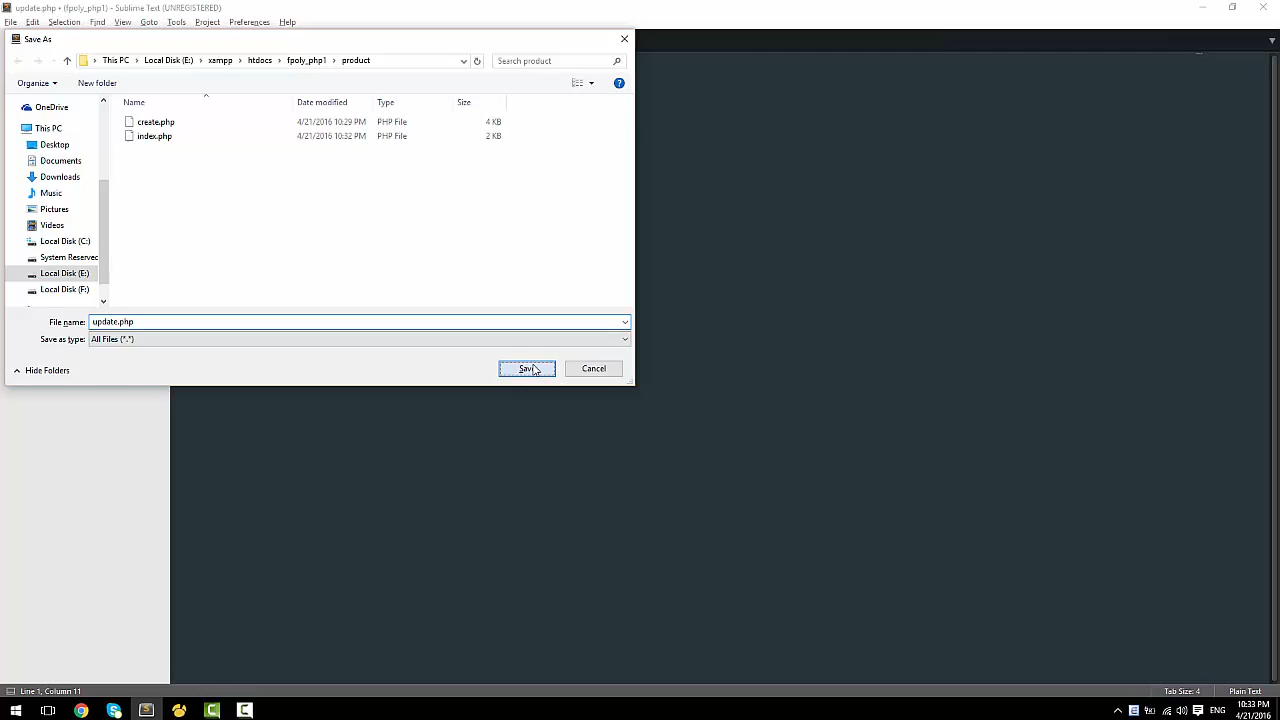 update.php • (fpoly_php1) - Sublime Text (UNREGISTERED)
File Edit Selection Find View Goto Tools Project Preferences Help
Save As
This PC › Local Disk (E:) › xampp › htdocs › fpoly_php1 › product
Search product
Organize New folder
Name Date modified Type Size
create.php 4/21/2016 10:29 PM PHP File 4 KB
index.php 4/21/2016 10:32 PM PHP File 2 KB
OneDrive
This PC
Desktop
Documents
Downloads
Music
Pictures
Videos
Local Disk (C:)
System Reserved
Local Disk (E:)
Local Disk (F:)
File name: update.php
Save as type: All Files (*.*)
Hide Folders
Save Cancel
Line 1, Column 11
Tab Size: 4 Plain Text
ENG
10:33 PM
4/21/2016